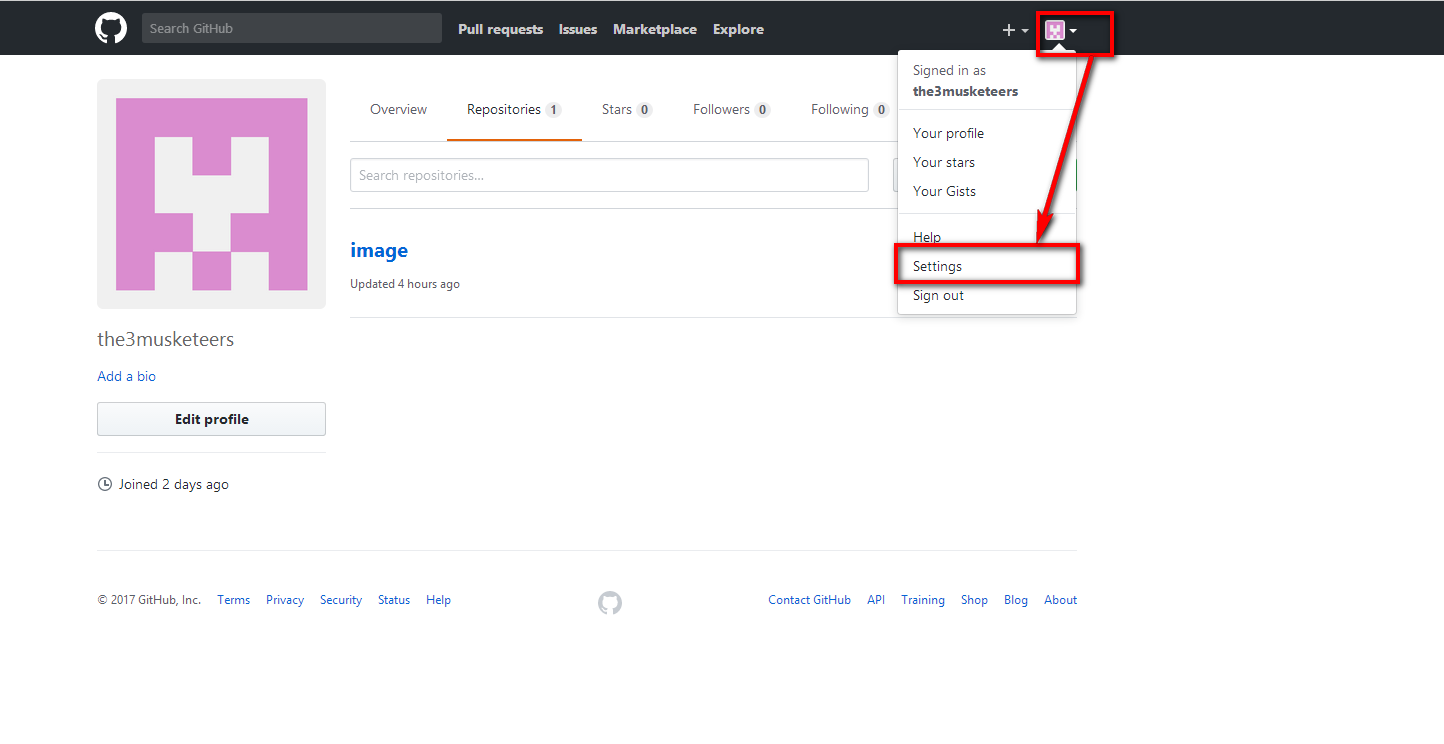 Search GitHub Pull requests Issues Marketplace Explore
Signed in as
the3musketeers
Your profile
Your stars
Your Gists
Help
Settings
Sign out
Overview Repositories 1 Stars 0 Followers 0 Following 0
Search repositories...
image
Updated 4 hours ago
the3musketeers
Add a bio
Edit profile
Joined 2 days ago
© 2017 GitHub, Inc. Terms Privacy Security Status Help Contact GitHub API Training Shop Blog About